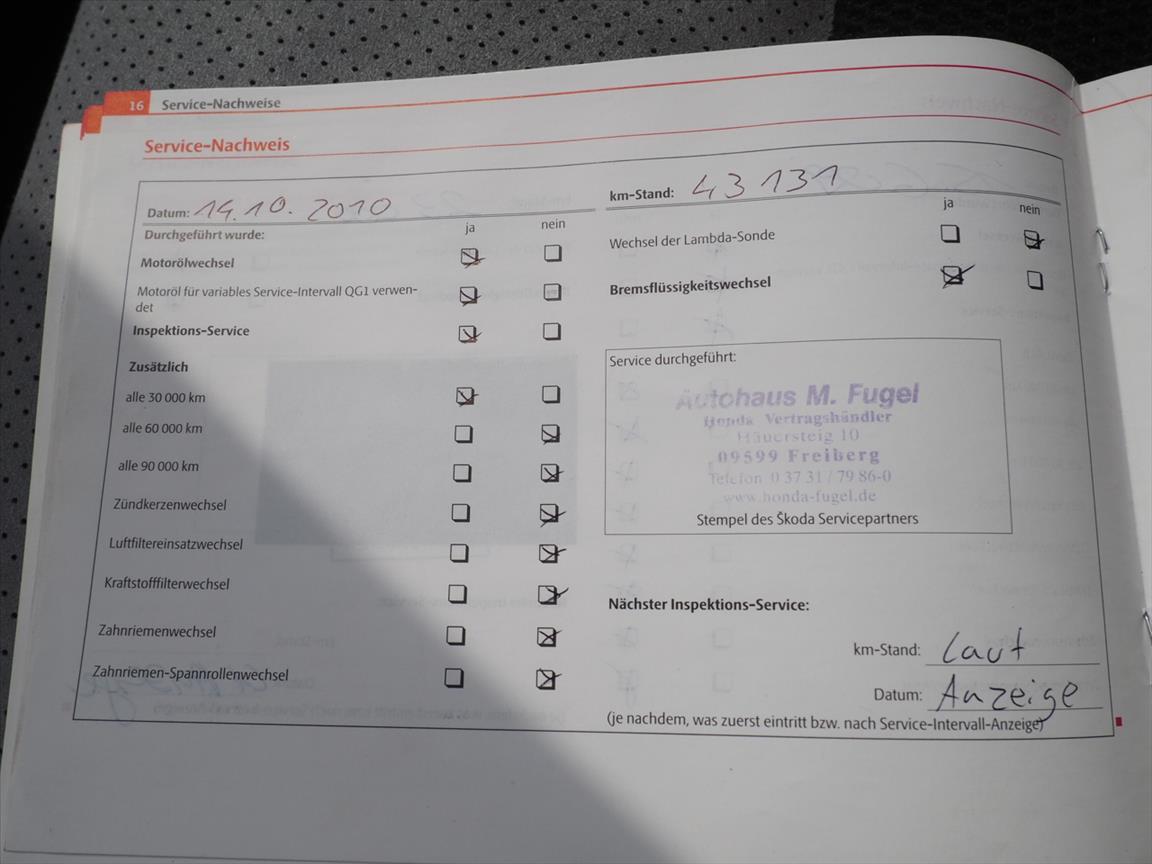 16 Service-Nachweise
Service-Nachweis
Datum: 14.10. 2010
km-Stand: 43131
Durchgeführt wurde:
ja nein
Motorölwechsel
Motoröl für variables Service-Intervall QG1 verwen-
det
Inspektions-Service
Zusätzlich
alle 30 000 km
alle 60 000 km
alle 90 000 km
Zündkerzenwechsel
Luftfiltereinsatzwechsel
Kraftstofffilterwechsel
Zahnriemenwechsel
Zahnriemen-Spannrollenwechsel
ja nein
Wechsel der Lambda-Sonde
Bremsflüssigkeitswechsel
Service durchgeführt:
Autohaus M. Fugel
Honda Vertragshändler
Häuersteig 10
09599 Freiberg
Telefon 0 37 31 / 79 86-0
www.honda-fugel.de
Stempel des Škoda Servicepartners
Nächster Inspektions-Service:
km-Stand: Laut
Datum: Anzeige
(je nachdem, was zuerst eintritt bzw. nach Service-Intervall-Anzeige)